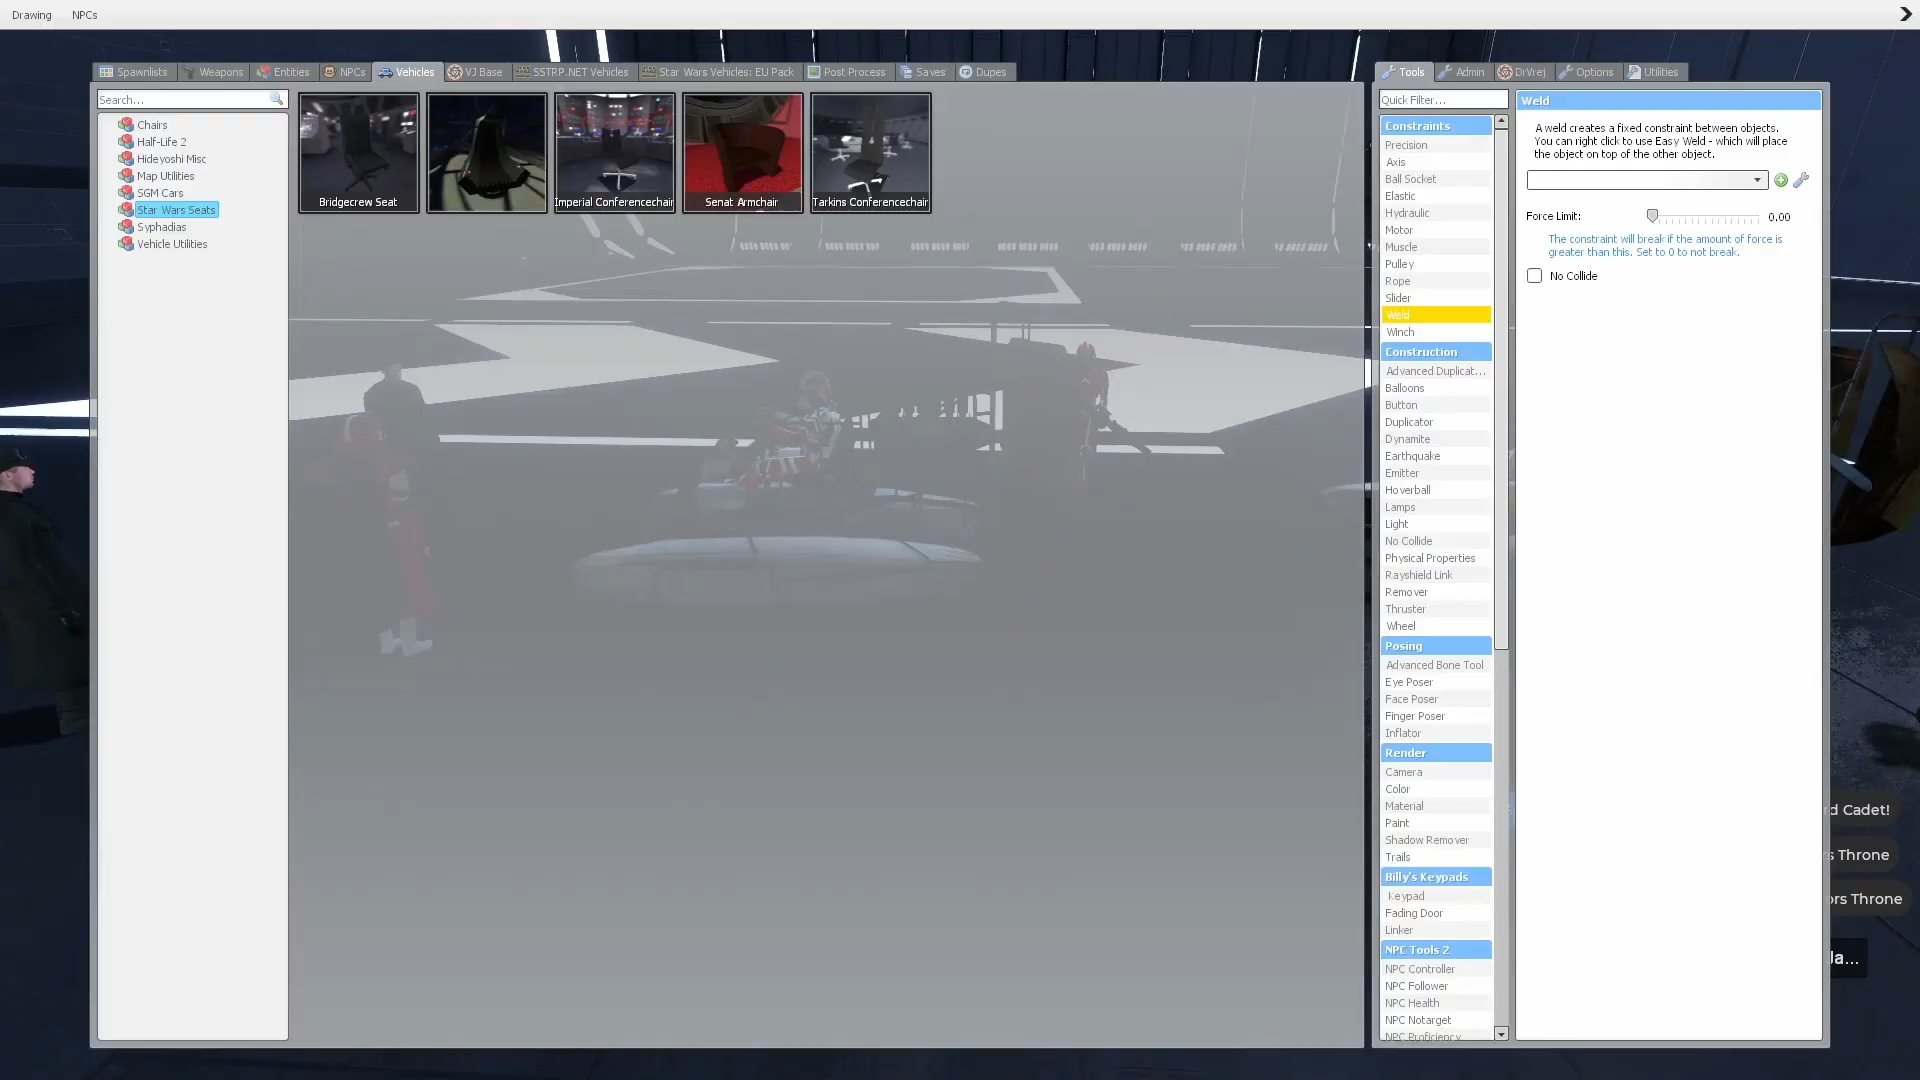 Drawing NPCs
Spawnlists Weapons Entities NPCs Vehicles VJ Base SSTRP.NET Vehicles Star Wars Vehicles: EU Pack Post Process Saves Dupes
Search...
Chairs
Half-Life 2
Hideyoshi Misc
Map Utilities
SGM Cars
Star Wars Seats
Syphadias
Vehicle Utilities
Bridgecrew Seat
Imperial Conferencechair
Senat Armchair
Tarkins Conferencechair
Tools Admin DrVrej Options Utilities
Quick Filter...
Constraints
Precision
Axis
Ball Socket
Elastic
Hydraulic
Motor
Muscle
Pulley
Rope
Slider
Weld
Winch
Construction
Advanced Duplicat...
Balloons
Button
Duplicator
Dynamite
Earthquake
Emitter
Hoverball
Lamps
Light
No Collide
Physical Properties
Rayshield Link
Remover
Thruster
Wheel
Posing
Advanced Bone Tool
Eye Poser
Face Poser
Finger Poser
Inflator
Render
Camera
Color
Material
Paint
Shadow Remover
Trails
Billy's Keypads
Keypad
Fading Door
Linker
NPC Tools 2
NPC Controller
NPC Follower
NPC Health
NPC Notarget
NPC Proficiency
Weld
A weld creates a fixed constraint between objects.
You can right click to use Easy Weld - which will place
the object on top of the other object.
Force Limit: 0.00
The constraint will break if the amount of force is
greater than this. Set to 0 to not break.
No Collide
rd Cadet!
s Throne
ors Throne
la...